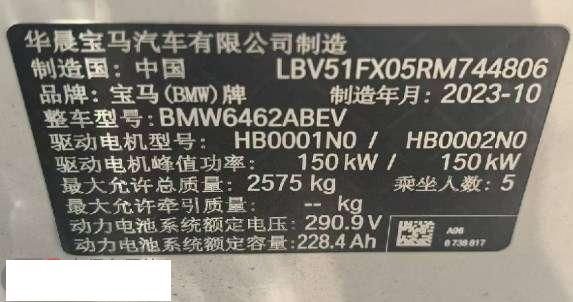 华晨宝马汽车有限公司制造
制造国：中国 LBV51FX05RM744806
品牌：宝马(BMW)牌 制造年月：2023-10
整车型号：BMW6462ABEV
驱动电机型号： HB0001N0 / HB0002N0
驱动电机峰值功率： 150 kW / 150 kW
最大允许总质量：2575 kg 乘坐人数：5
最大允许牵引质量： -- kg
动力电池系统额定电压：290.9 V
动力电池系统额定容量：228.4 Ah
A96
6 738 817